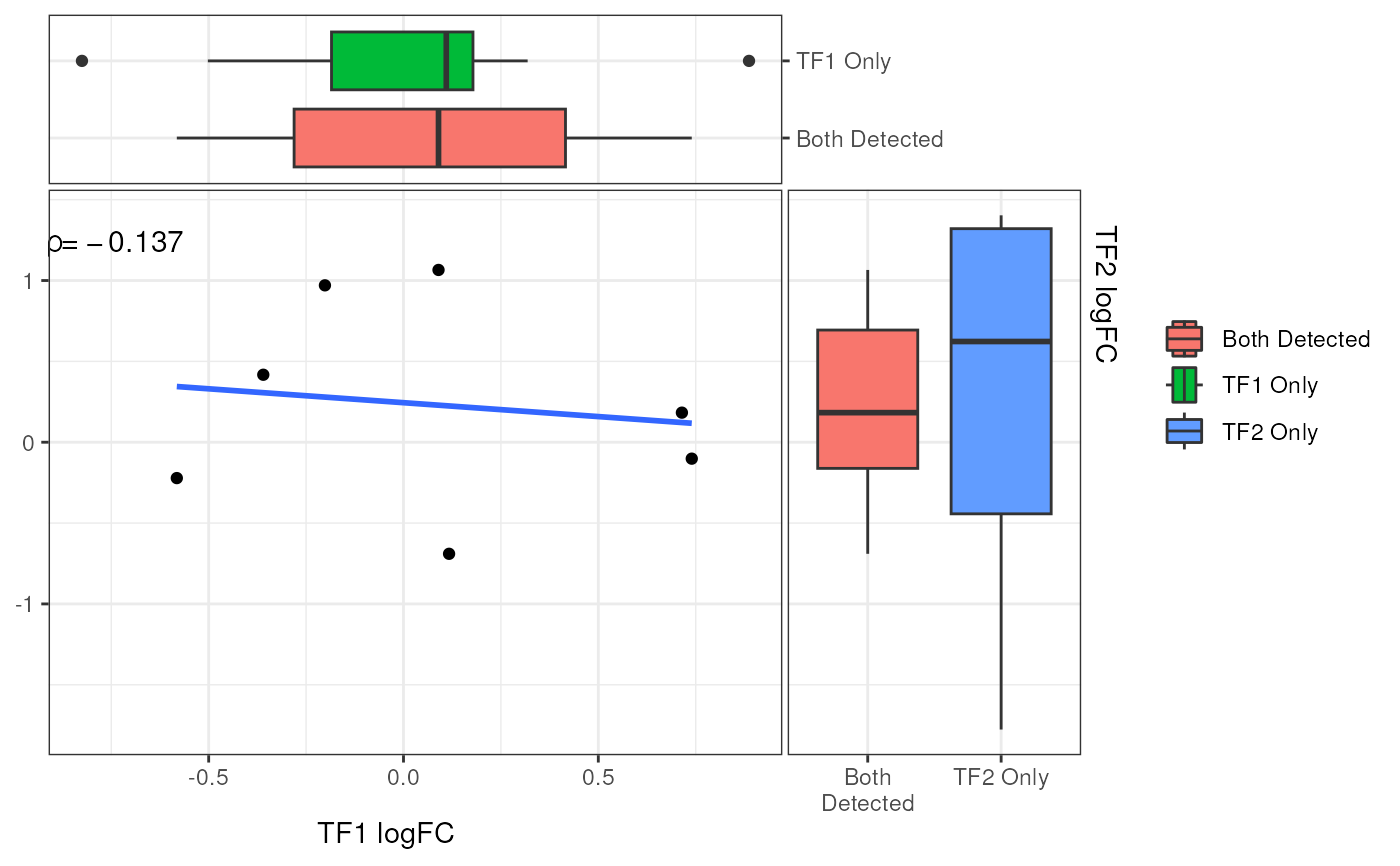 TF1 Only
Both Detected
ρ= −0.137
1
0
-1
TF2 logFC
Both Detected
TF1 Only
TF2 Only
-0.5
0.0
0.5
Both
Detected
TF2 Only
TF1 logFC